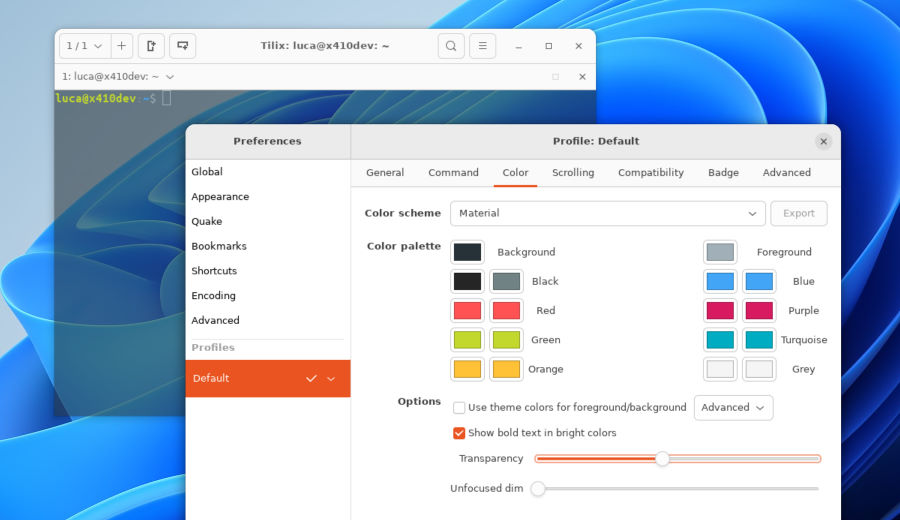 1 / 1
Tilix: luca@x410dev: ~
1: luca@x410dev: ~
luca@x410dev:~$
Preferences
Global
Appearance
Quake
Bookmarks
Shortcuts
Encoding
Advanced
Profiles
Default
Profile: Default
General Command Color Scrolling Compatibility Badge Advanced
Color scheme Material Export
Color palette Background Foreground
Black Blue
Red Purple
Green Turquoise
Orange Grey
Options Use theme colors for foreground/background Advanced
Show bold text in bright colors
Transparency
Unfocused dim